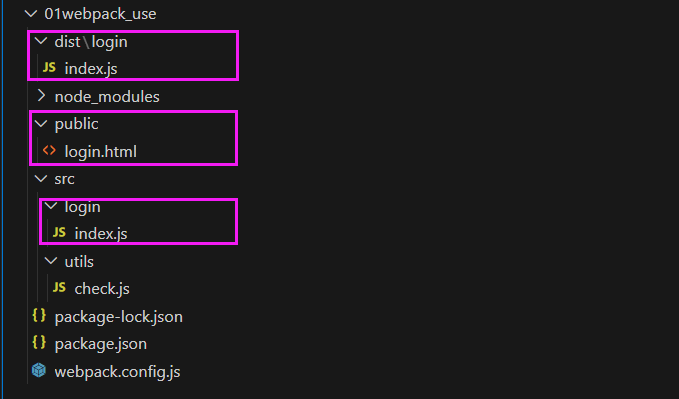 01webpack_use
dist\login
JS index.js
node_modules
public
<> login.html
src
login
JS index.js
utils
JS check.js
{} package-lock.json
{} package.json
webpack.config.js